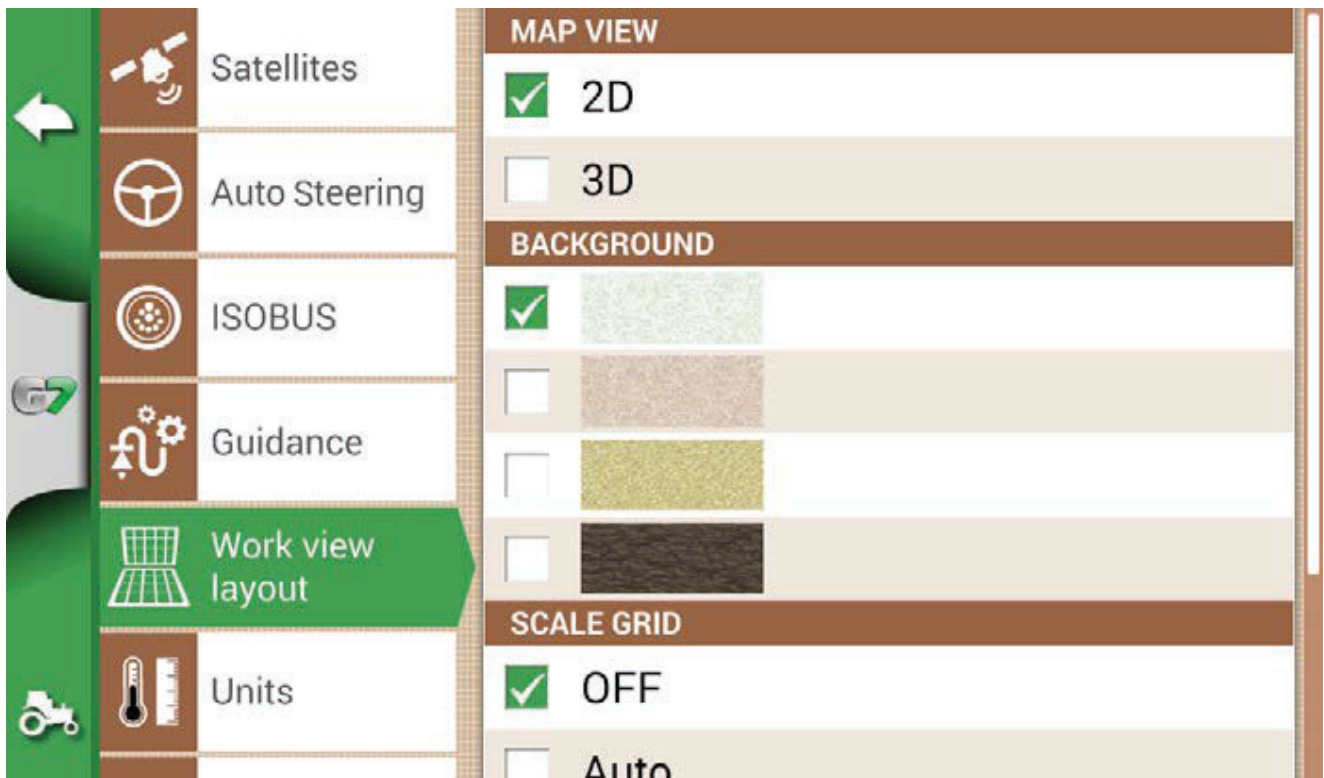 Satellites
Auto Steering
ISOBUS
G7
Guidance
Work view
layout
Units
MAP VIEW
2D
3D
BACKGROUND
SCALE GRID
OFF
Auto